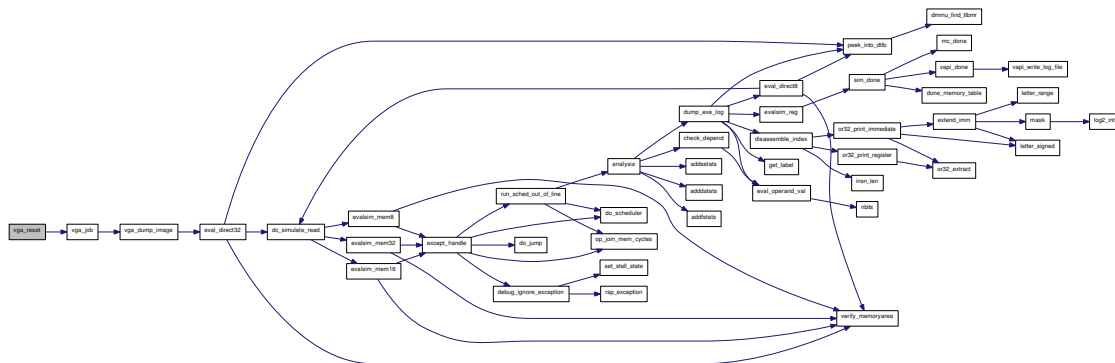 dmmu_find_tlbmr
peek_into_dtlb
mc_done
vapi_done
vapi_write_log_file
sim_done
eval_direct8
done_memory_table
letter_range
evalsim_reg
dump_exe_log
extend_imm
mask
log2_int
or32_print_immediate
check_depend
disassemble_index
letter_signed
or32_print_register
analysis
addsstats
get_label
or32_extract
insn_len
adddstats
eval_operand_val
run_sched_out_of_line
nbits
do_scheduler
addfstats
evalsim_mem8
vga_reset
vga_job
vga_dump_image
eval_direct32
dc_simulate_read
op_join_mem_cycles
evalsim_mem32
except_handle
do_jump
evalsim_mem16
set_stall_state
debug_ignore_exception
rsp_exception
verify_memoryarea